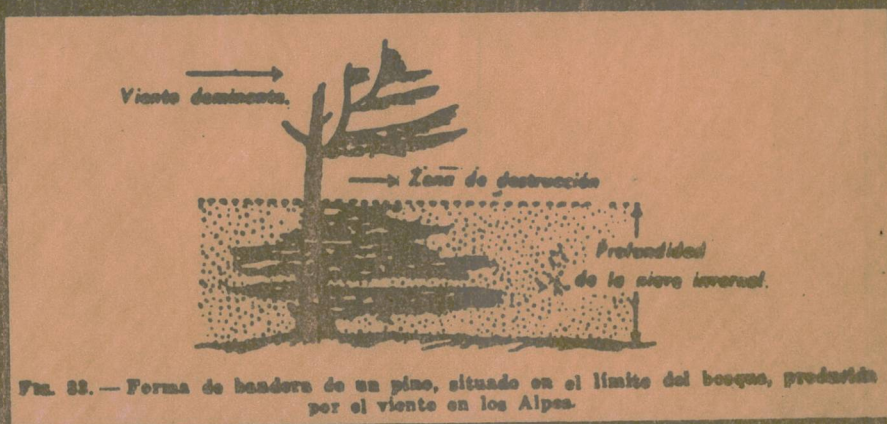 Viento dominante.
Zona de destrucción
Profundidad
de la nieve invernal.
FIG. 33. — Forma de bandera de un pino, situado en el límite del bosque, producida
por el viento en los Alpes.